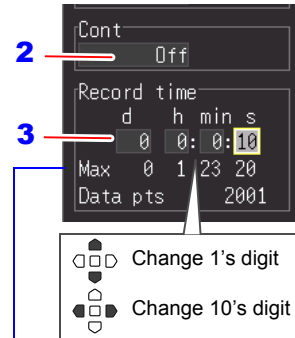 Cont
2
Off
Record time
d h min s
3
0 0: 0:10
Max 0 1 23 20
Data pts 2001
Change 1's digit
Change 10's digit